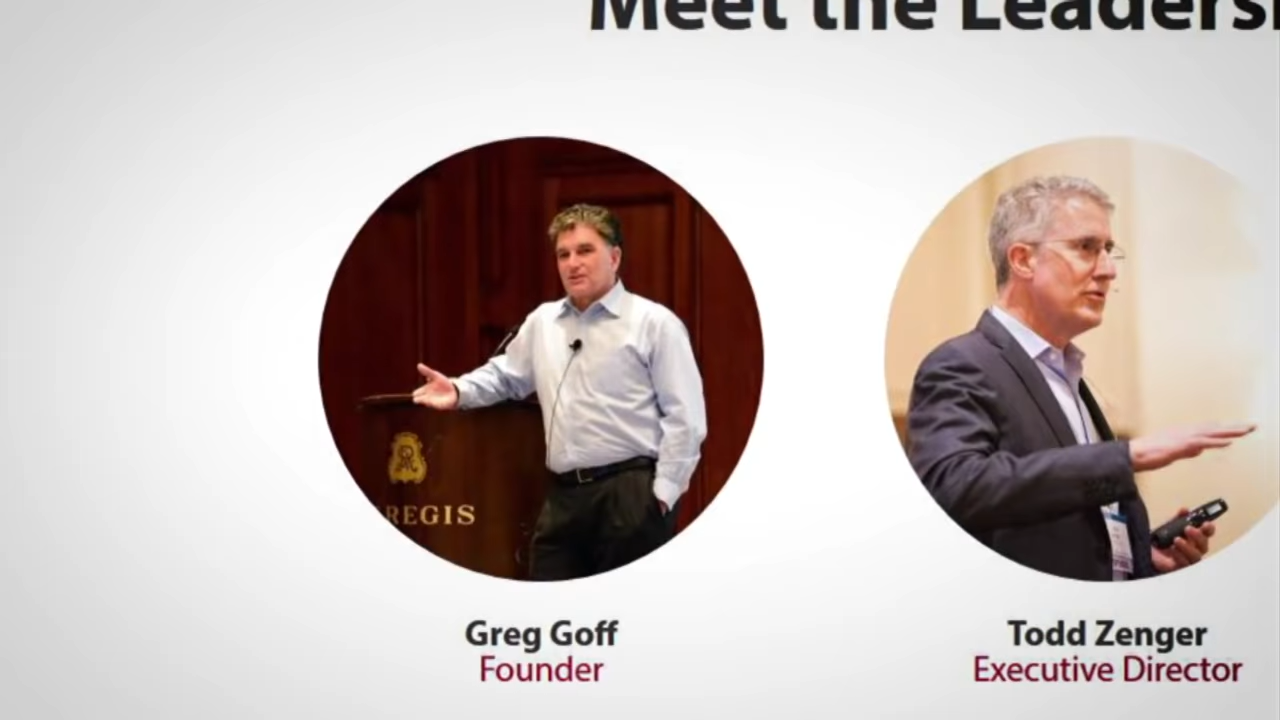 Meet the Leaders
REGIS
Greg Goff
Founder
Todd Zenger
Executive Director